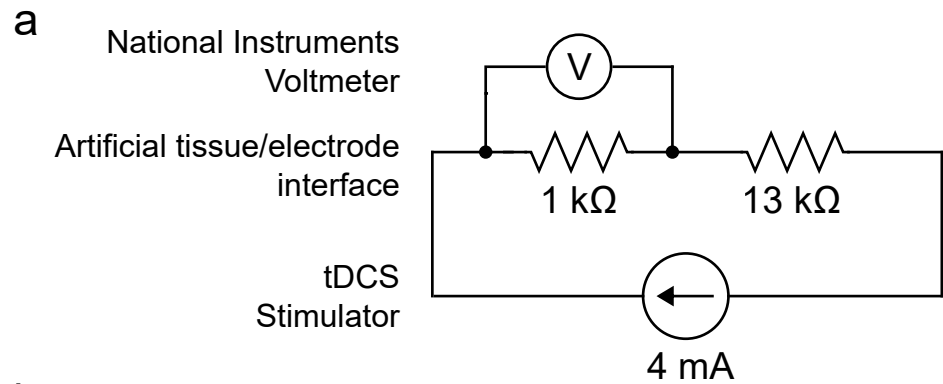 a
National Instruments
Voltmeter
V
Artificial tissue/electrode
interface
1 kΩ
13 kΩ
tDCS
Stimulator
4 mA